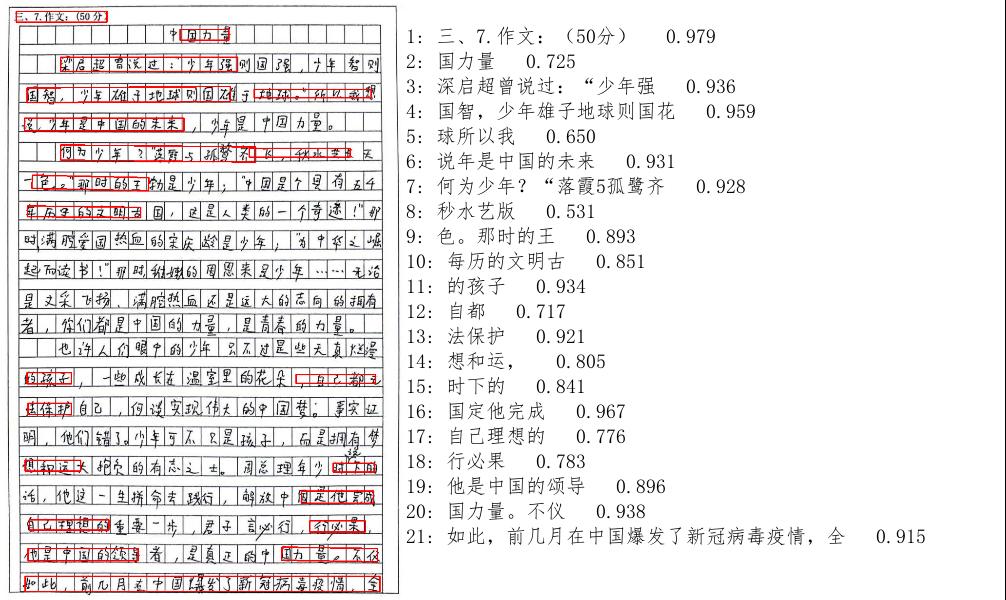 三、7.作文：（50分）
中国力量
梁启超曾说过："少年强则国强，少年智则
国智，少年雄于地球则国雄于地球。"所以我想
说，少年是中国的未来，少年是中国力量。
何为少年？"落霞与孤鹜齐飞，秋水共长天
一色。"那时的王勃是少年；"中国是个具有五千
年历史的文明古国，这是人类的一个奇迹！"那
时，满腔爱国热血的宋庆龄是少年；"为中华之崛
起而读书！"那时 的周恩来是少年……无论
是文采飞扬、满腔热血还是远大的志向的拥有
者，你们都是中国的力量，是青春的力量。
也许人们眼中的少年只不过是些天真烂漫
的孩子，一些成长在温室里的花朵，自己都无
法保护自己，何谈实现伟大的中国梦。事实证
明，他们错了。少年可不只是孩子，而是拥有梦
想和远大抱负的有志之士。周总理年少时下的
话，他这一生拼命去践行，解放中国是他完成
自己理想的重要一步，君子言必行，行必果，
他是中国的领导者，是真正的中国力量。不仅
如此，前几月在中国爆发了新冠病毒疫情，全
1: 三、7.作文：（50分） 0.979
2: 国力量 0.725
3: 深启超曾说过：“少年强 0.936
4: 国智，少年雄子地球则国花 0.959
5: 球所以我 0.650
6: 说年是中国的未来 0.931
7: 何为少年？“落霞5孤鹭齐 0.928
8: 秒水艺版 0.531
9: 色。那时的王 0.893
10: 每历的文明古 0.851
11: 的孩子 0.934
12: 自都 0.717
13: 法保护 0.921
14: 想和运， 0.805
15: 时下的 0.841
16: 国定他完成 0.967
17: 自己理想的 0.776
18: 行必果 0.783
19: 他是中国的颂导 0.896
20: 国力量。不仪 0.938
21: 如此，前几月在中国爆发了新冠病毒疫情，全 0.915